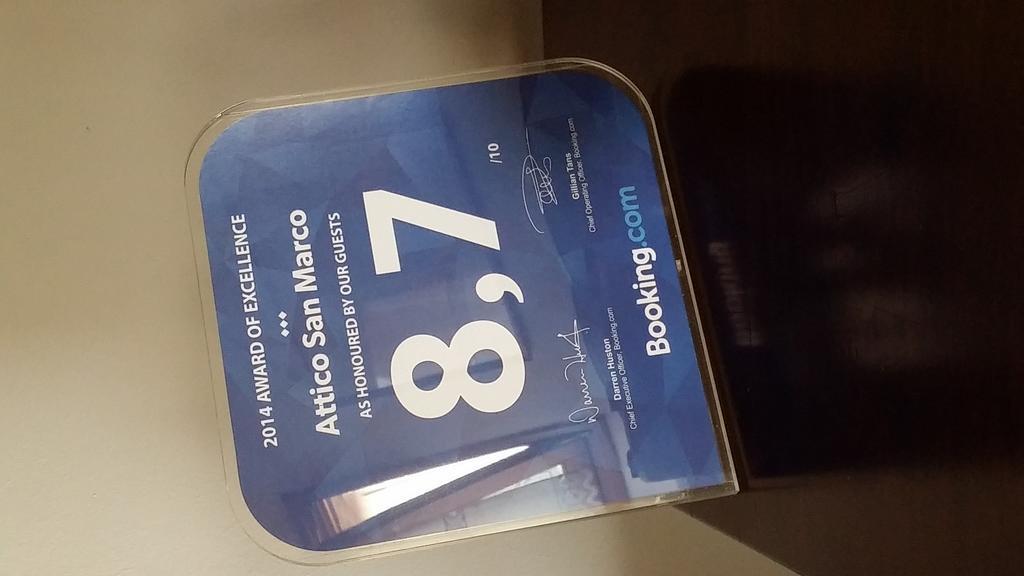 2014 AWARD OF EXCELLENCE
Attico San Marco
AS HONOURED BY OUR GUESTS
8,7
/10
Darren Huston
Chief Executive Officer, Booking.com
Gillian Tans
Chief Operating Officer, Booking.com
Booking.com